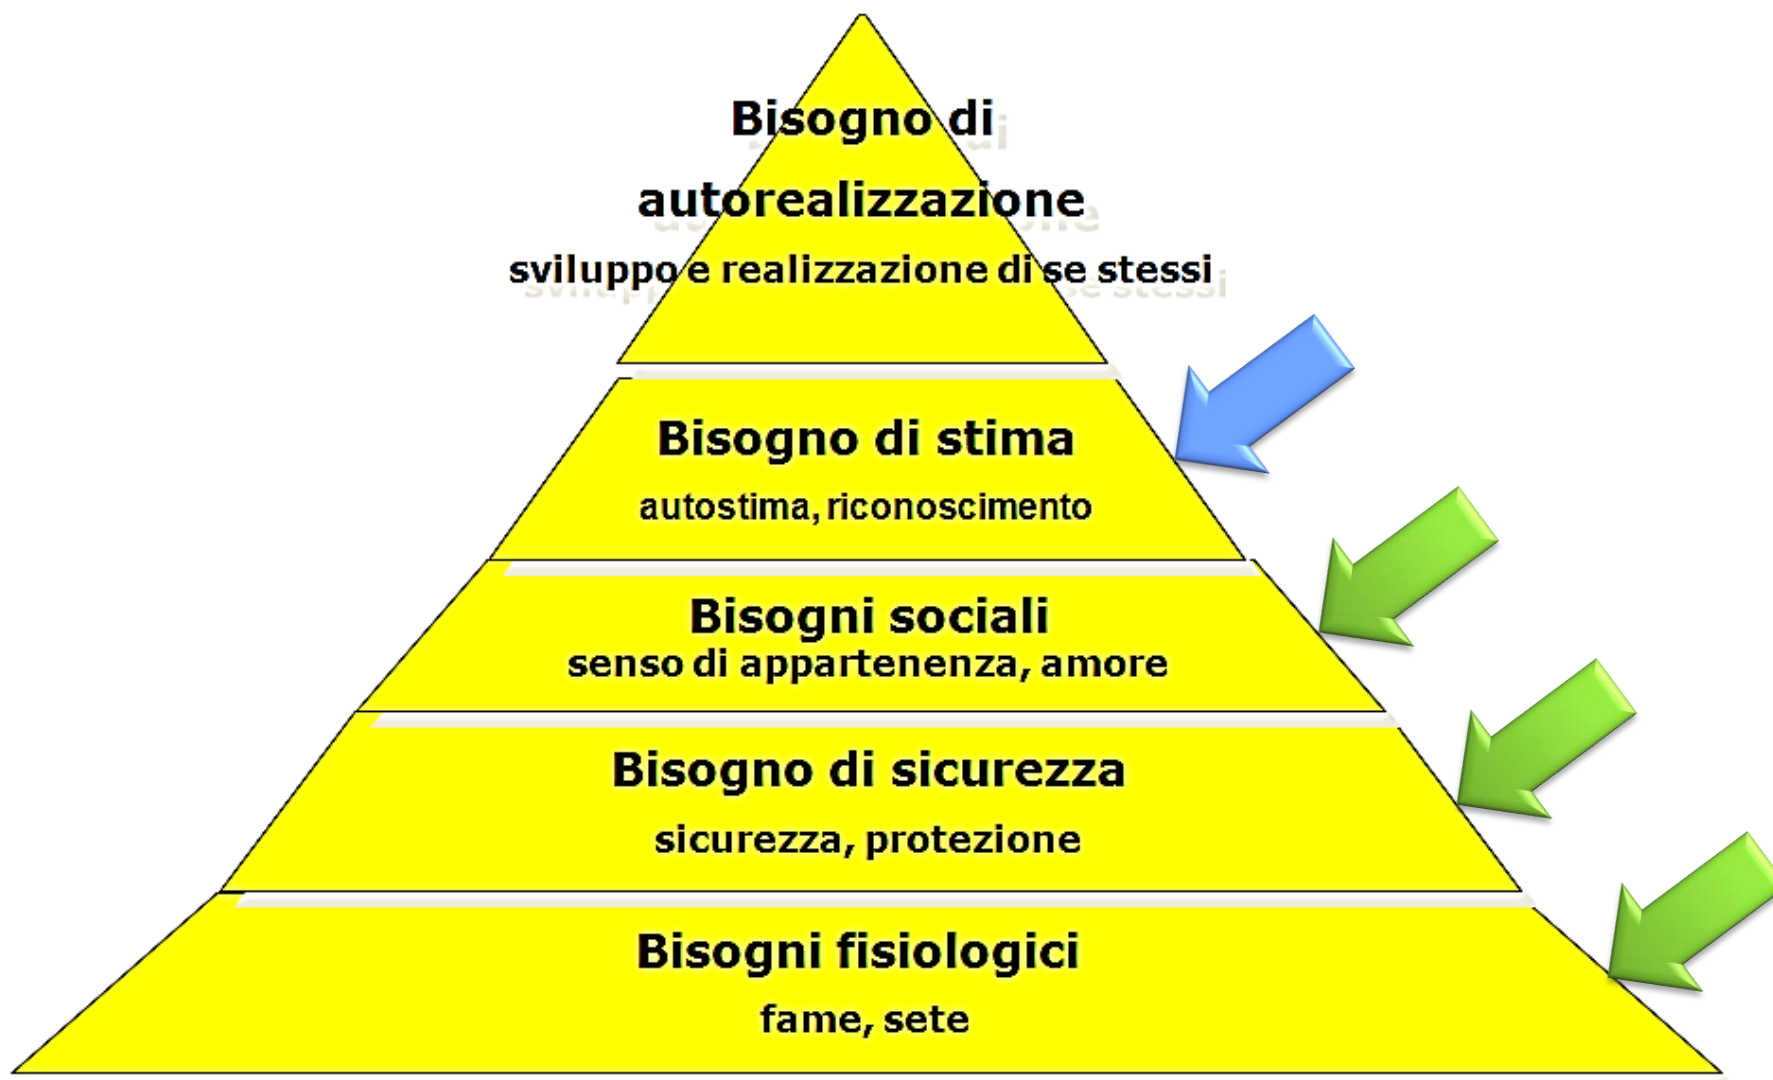 Bisogno di
autorealizzazione
sviluppo e realizzazione di se stessi
Bisogno di stima
autostima, riconoscimento
Bisogni sociali
senso di appartenenza, amore
Bisogno di sicurezza
sicurezza, protezione
Bisogni fisiologici
fame, sete